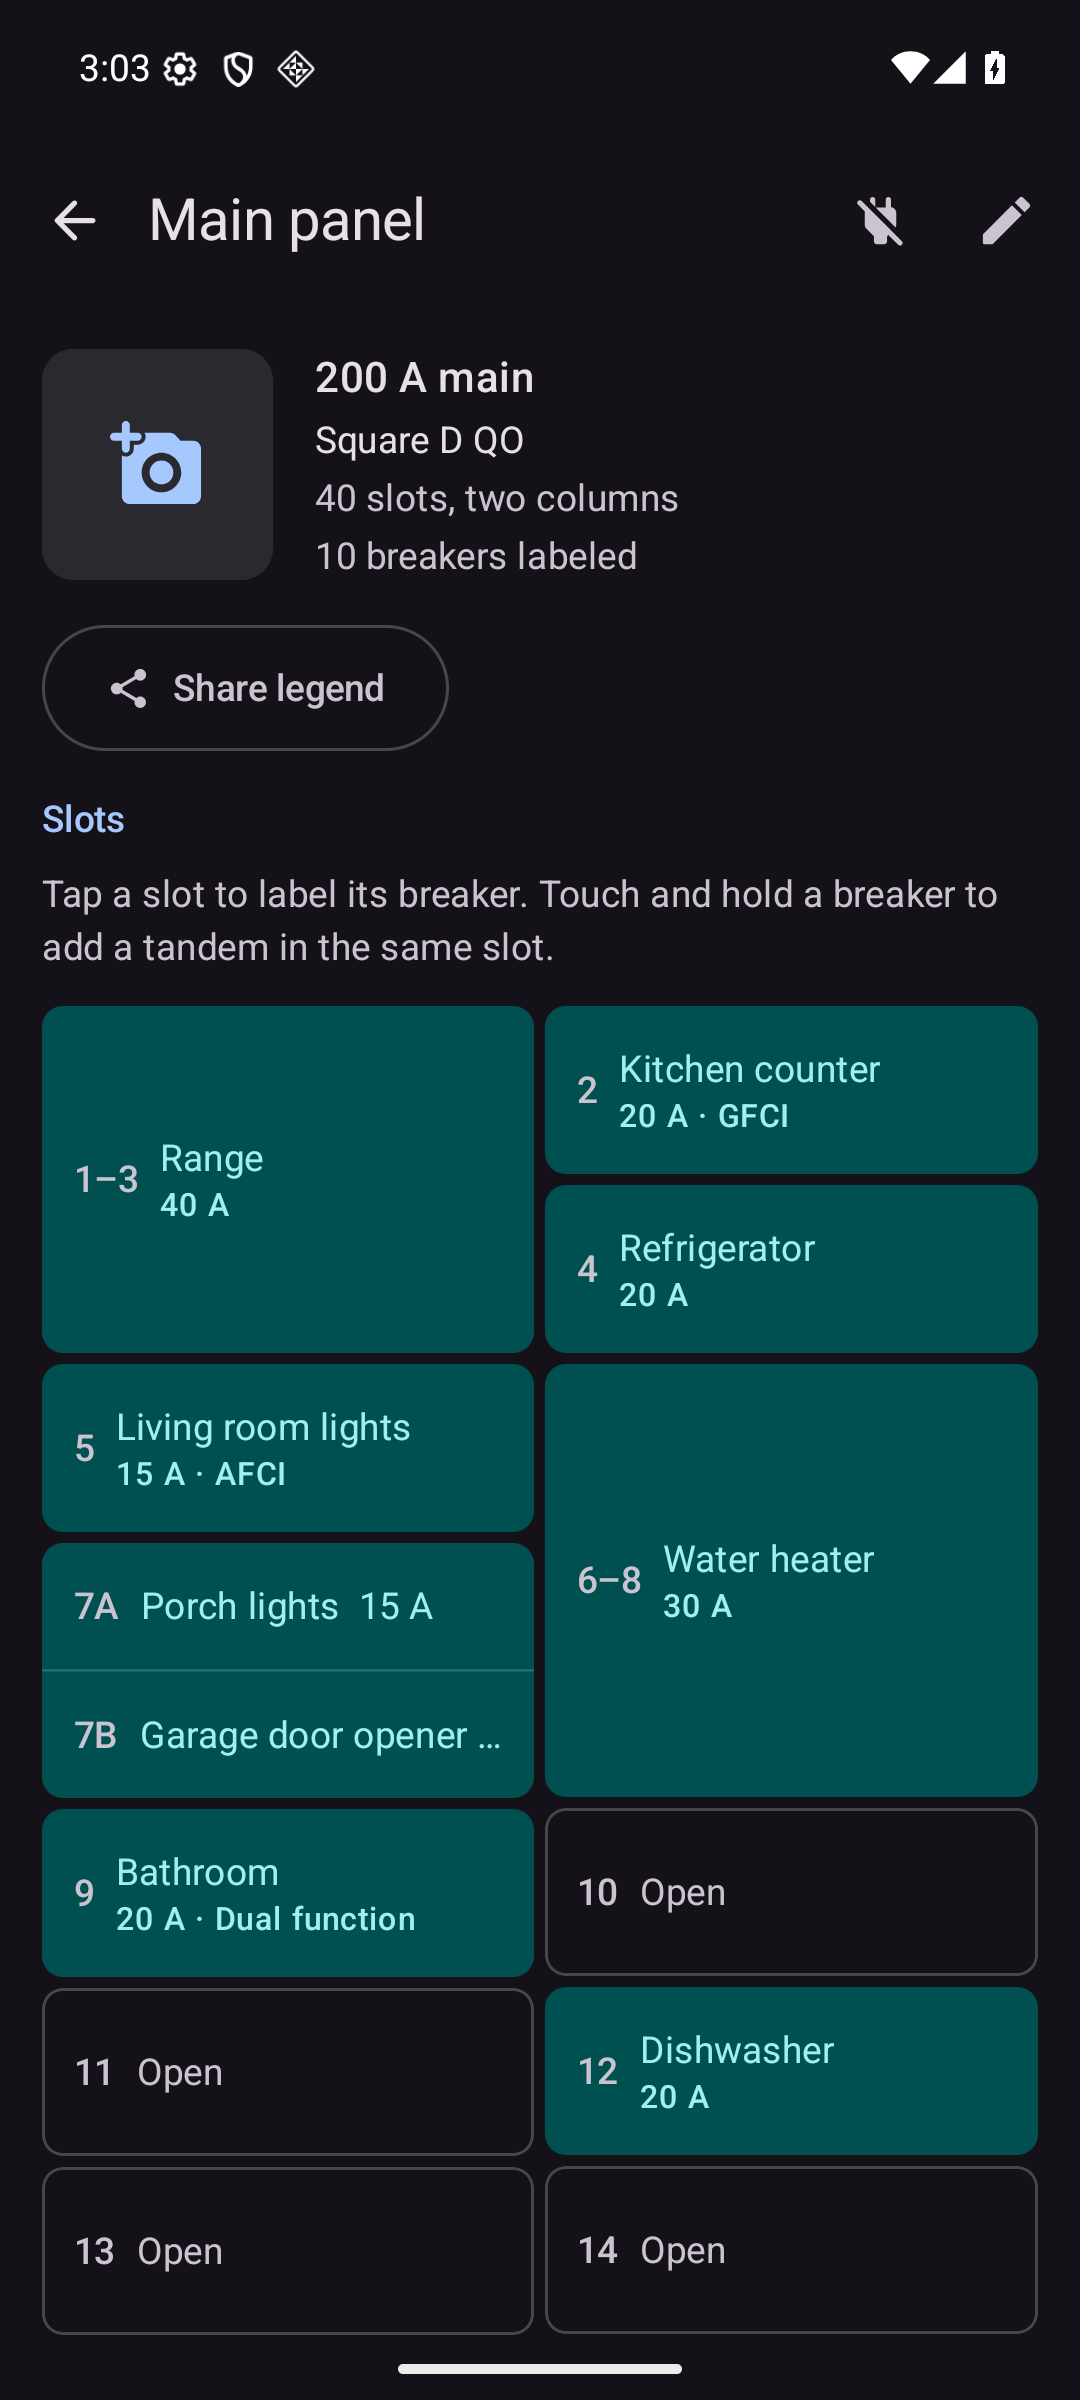 3:03
Main panel
200 A main
Square D QO
40 slots, two columns
10 breakers labeled
Share legend
Slots
Tap a slot to label its breaker. Touch and hold a breaker to
add a tandem in the same slot.
1–3 Range
40 A
2 Kitchen counter
20 A · GFCI
4 Refrigerator
20 A
5 Living room lights
15 A · AFCI
6–8 Water heater
30 A
7A Porch lights 15 A
7B Garage door opener …
9 Bathroom
20 A · Dual function
10 Open
11 Open
12 Dishwasher
20 A
13 Open
14 Open